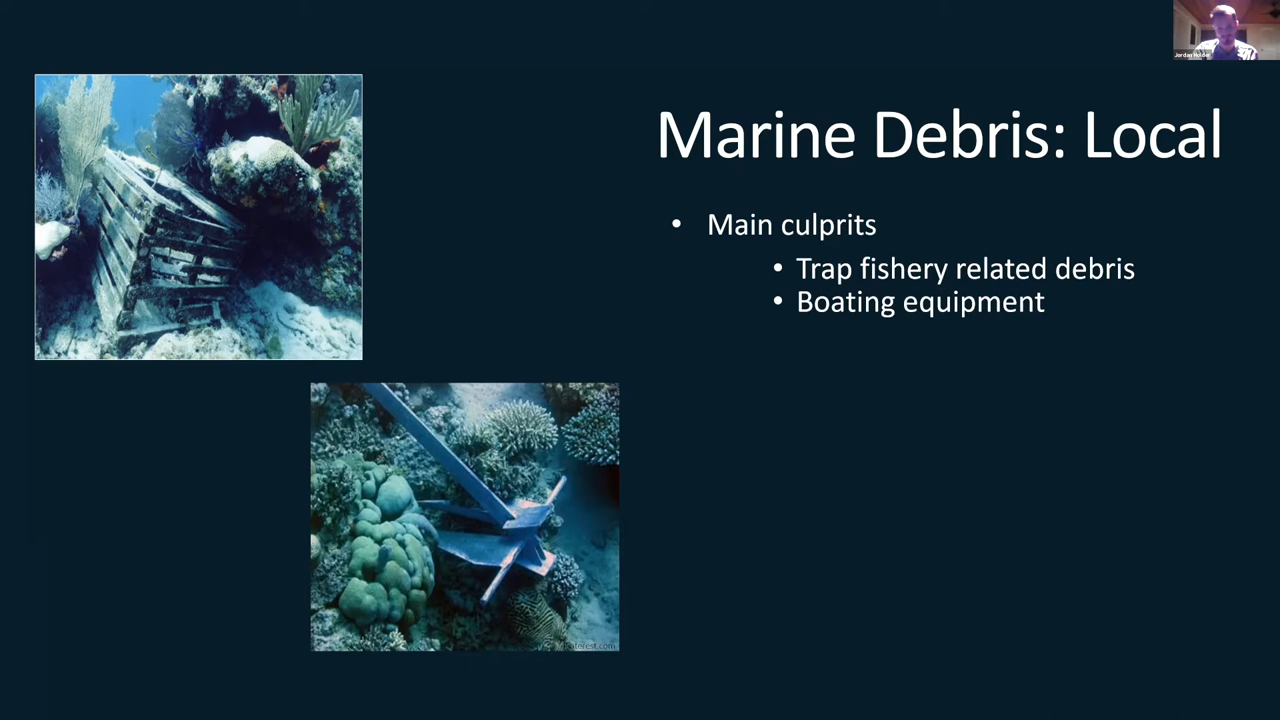 Marine Debris: Local
• Main culprits
• Trap fishery related debris
• Boating equipment